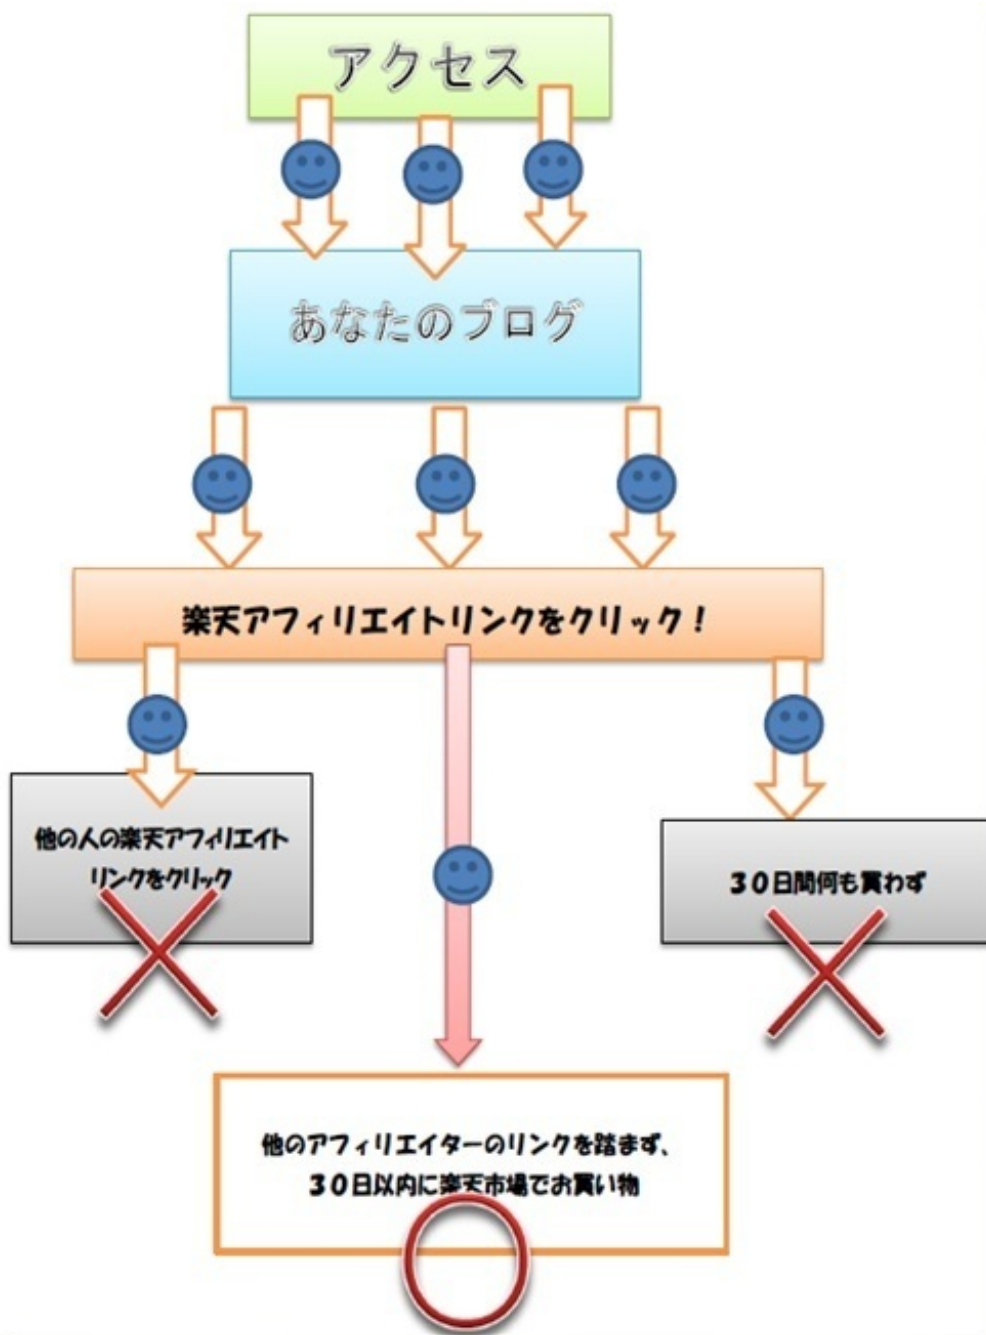 アクセス
あなたのブログ
楽天アフィリエイトリンクをクリック！
他の人の楽天アフィリエイト
リンクをクリック
３０日間何も買わず
他のアフィリエイターのリンクを踏まず、
３０日以内に楽天市場でお買い物